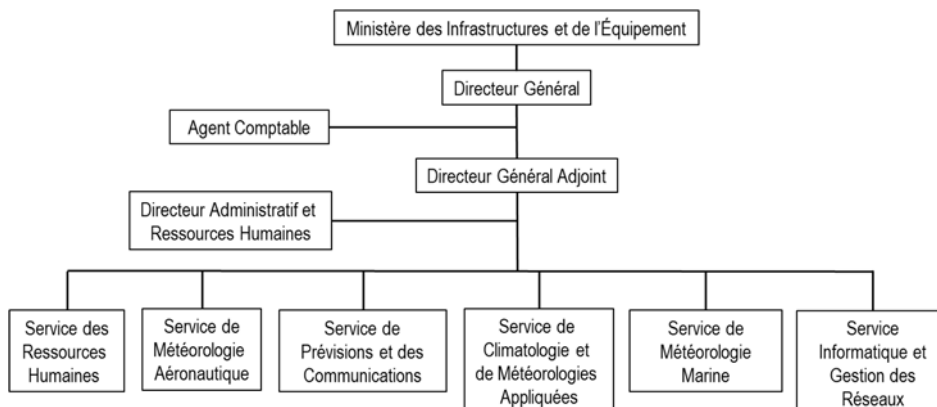 Ministère des Infrastructures et de l'Équipement
Directeur Général
Agent Comptable
Directeur Général Adjoint
Directeur Administratif et
Ressources Humaines
Service des
Ressources
Humaines
Service de
Météorologie
Aéronautique
Service de
Prévisions et des
Communications
Service de
Climatologie et
de Météorologies
Appliquées
Service de
Météorologie
Marine
Service
Informatique et
Gestion des
Réseaux